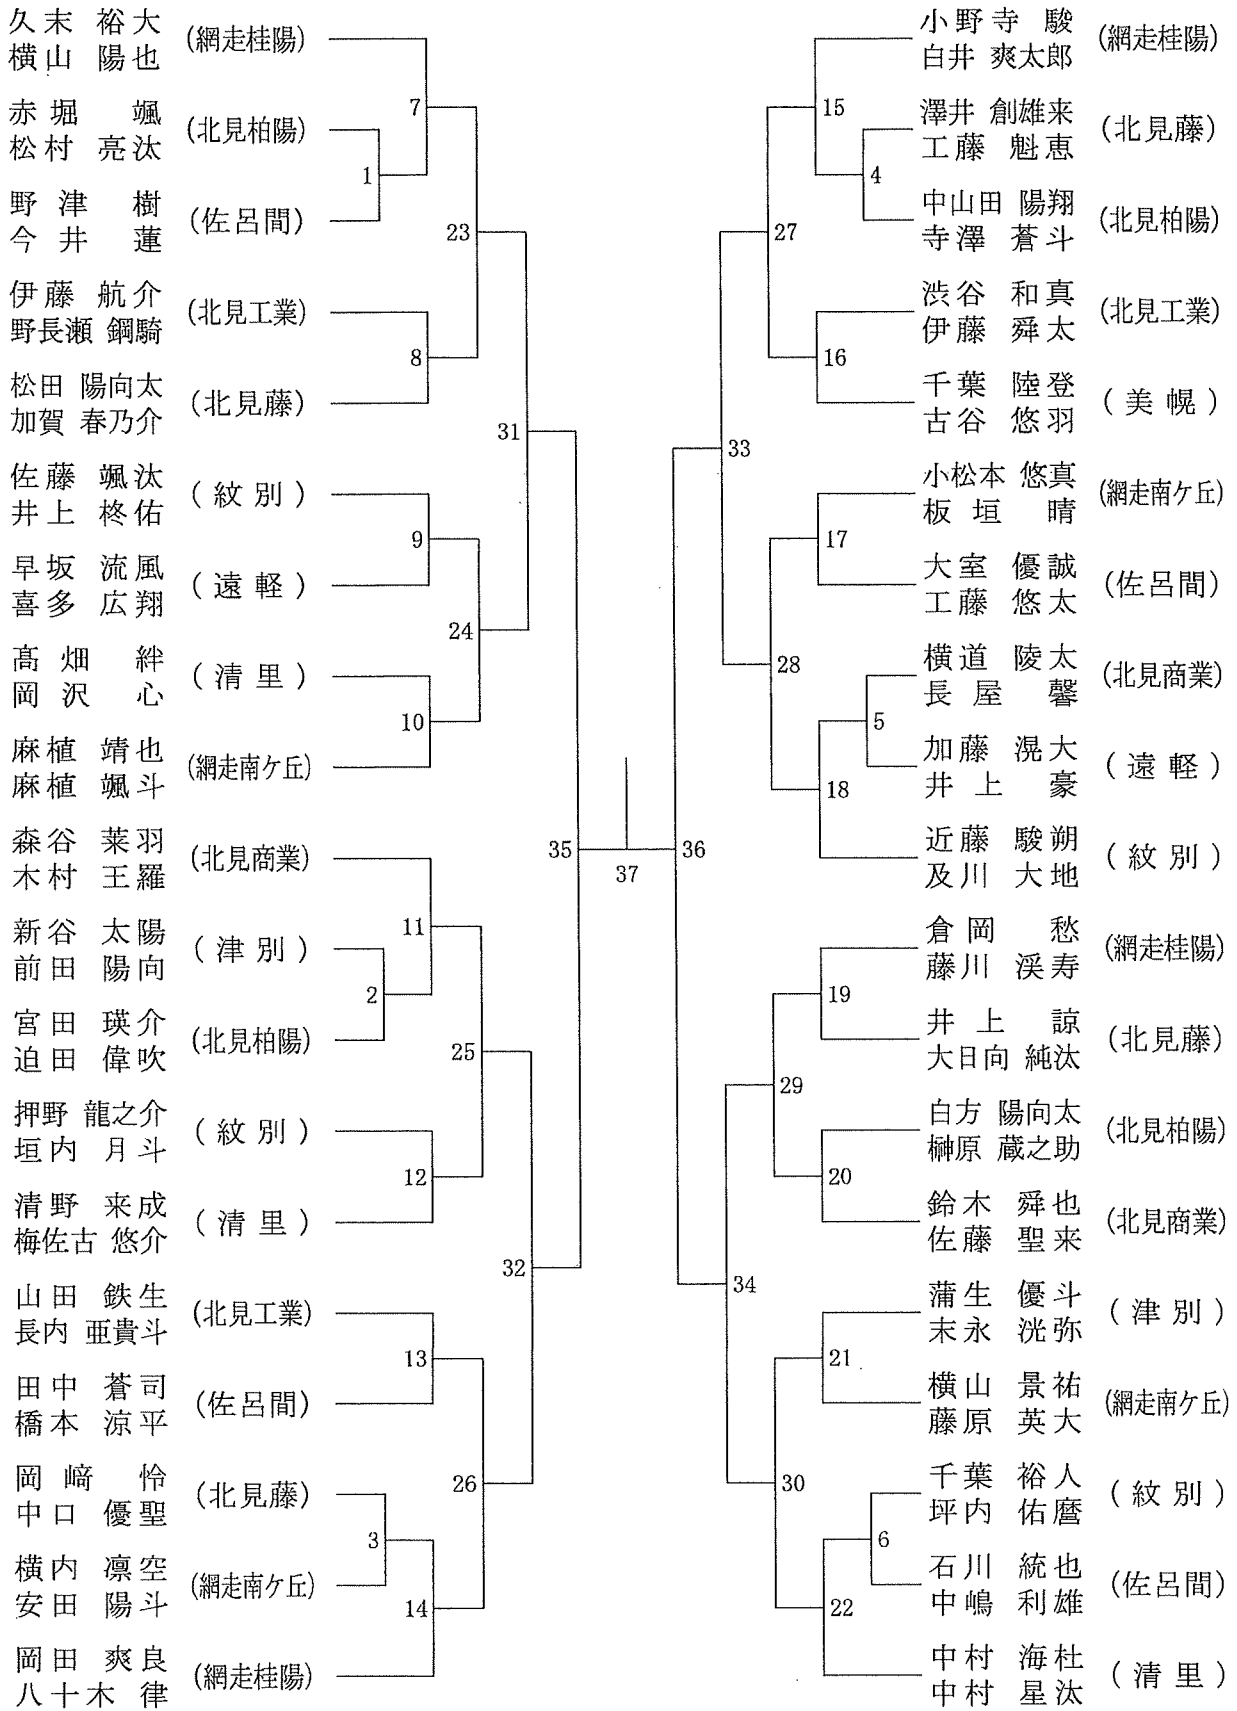 久末 裕大
横山 陽也
(網走桂陽)
赤堀 颯
松村 亮汰
(北見柏陽)
野津 樹
今井 蓮
(佐呂間)
伊藤 航介
野長瀬 鋼騎
(北見工業)
松田 陽向太
加賀 春乃介
(北見藤)
佐藤 颯汰
井上 柊佑
(紋別)
早坂 流風
喜多 広翔
(遠軽)
髙畑 絆
岡沢 心
(清里)
麻植 靖也
麻植 颯斗
(網走南ケ丘)
森谷 菜羽
木村 王羅
(北見商業)
新谷 太陽
前田 陽向
(津別)
宮田 瑛介
迫田 偉吹
(北見柏陽)
押野 龍之介
垣内 月斗
(紋別)
清野 来成
梅佐古 悠介
(清里)
山田 鉄生
長内 亜貴斗
(北見工業)
田中 蒼司
橋本 涼平
(佐呂間)
岡﨑 怜
中口 優聖
(北見藤)
横内 凛空
安田 陽斗
(網走南ケ丘)
岡田 爽良
八十木 律
(網走桂陽)
7
1
23
8
31
9
24
10
35
11
2
25
12
32
13
26
3
14
37
36
15
4
27
16
33
17
28
5
18
19
29
20
34
21
30
6
22
小野寺 駿
白井 爽太郎
(網走桂陽)
澤井 創雄来
工藤 魁恵
(北見藤)
中山田 陽翔
寺澤 蒼斗
(北見柏陽)
渋谷 和真
伊藤 舜太
(北見工業)
千葉 陸登
古谷 悠羽
(美幌)
小松本 悠真
板垣 晴
(網走南ケ丘)
大室 優誠
工藤 悠太
(佐呂間)
横道 陵太
長屋 馨
(北見商業)
加藤 滉大
井上 豪
(遠軽)
近藤 駿朔
及川 大地
(紋別)
倉岡 愁
藤川 渓寿
(網走桂陽)
井上 諒
大日向 純汰
(北見藤)
白方 陽向太
榊原 蔵之助
(北見柏陽)
鈴木 舜也
佐藤 聖来
(北見商業)
蒲生 優斗
末永 洸弥
(津別)
横山 景祐
藤原 英大
(網走南ケ丘)
千葉 裕人
坪内 佑麿
(紋別)
石川 統也
中嶋 利雄
(佐呂間)
中村 海杜
中村 星汰
(清里)